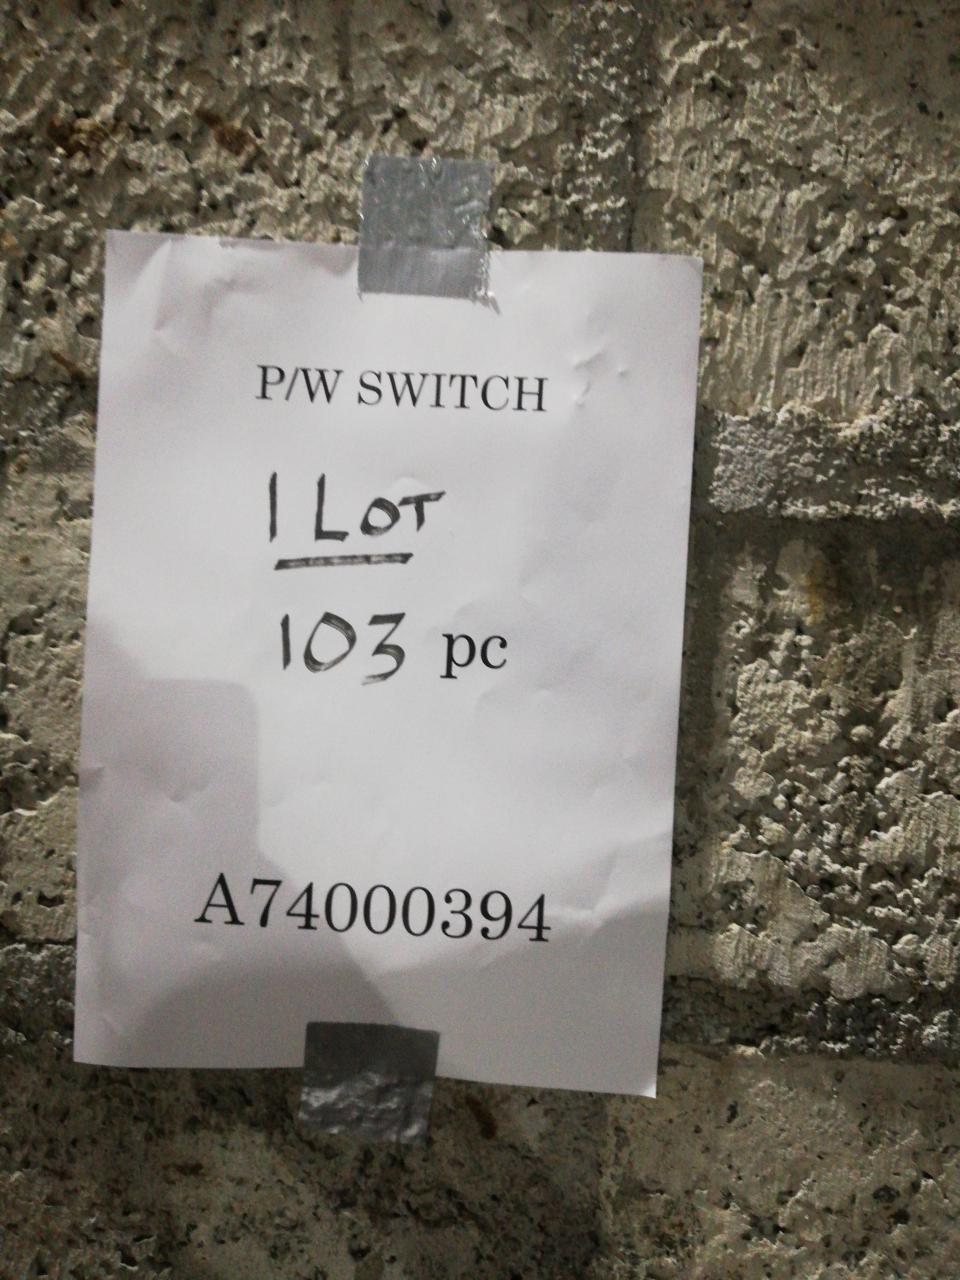 P/W SWITCH
1 LOT
103 pc
A74000394